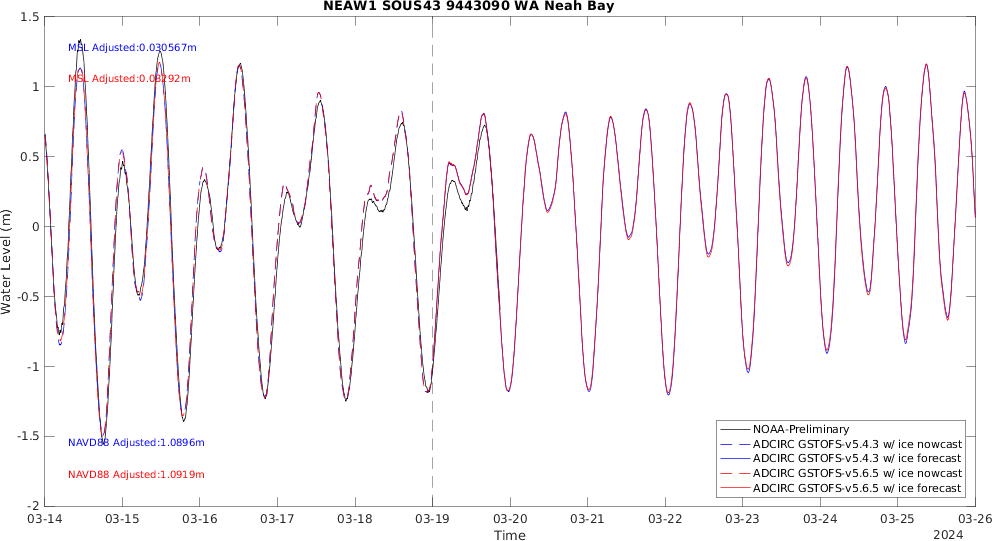 NEAW1 SOUS43 9443090 WA Neah Bay
1.5
MSL Adjusted:0.030567m
MSL Adjusted:0.03292m
1
0.5
0
-0.5
-1
-1.5
-2
Water Level (m)
NAVD88 Adjusted:1.0896m
NAVD88 Adjusted:1.0919m
NOAA-Preliminary
ADCIRC GSTOFS-v5.4.3 w/ ice nowcast
ADCIRC GSTOFS-v5.4.3 w/ ice forecast
ADCIRC GSTOFS-v5.6.5 w/ ice nowcast
ADCIRC GSTOFS-v5.6.5 w/ ice forecast
03-14 03-15 03-16 03-17 03-18 03-19 03-20 03-21 03-22 03-23 03-24 03-25 03-26
Time
2024